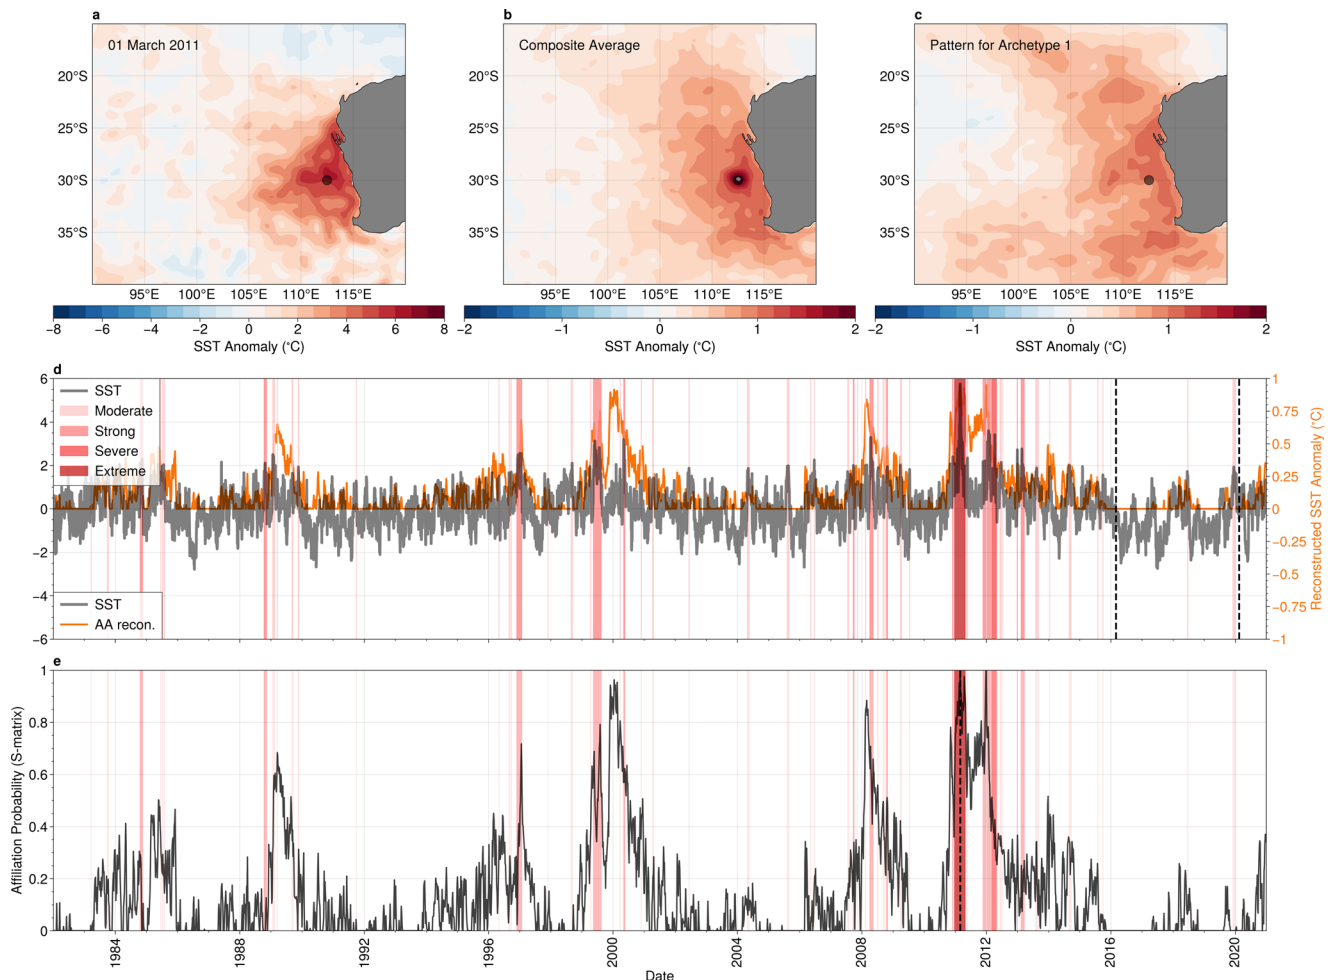 a
01 March 2011
20°S
25°S
30°S
35°S
95°E 100°E 105°E 110°E 115°E
−8 −6 −4 −2 0 2 4 6 8
SST Anomaly (°C)
b
Composite Average
20°S
25°S
30°S
35°S
95°E 100°E 105°E 110°E 115°E
−2 −1 0 1 2
SST Anomaly (°C)
c
Pattern for Archetype 1
20°S
25°S
30°S
35°S
95°E 100°E 105°E 110°E 115°E
−2 −1 0 1 2
SST Anomaly (°C)
d
6
4
2
0
−2
−4
−6
SST
Moderate
Strong
Severe
Extreme
SST
AA recon.
1
0.75
0.5
0.25
0
−0.25
−0.5
−0.75
−1
Reconstructed SST Anomaly (°C)
e
1
0.8
0.6
0.4
0.2
0
Affiliation Probability (S-matrix)
1984 1988 1992 1996 2000 2004 2008 2012 2016 2020
Date